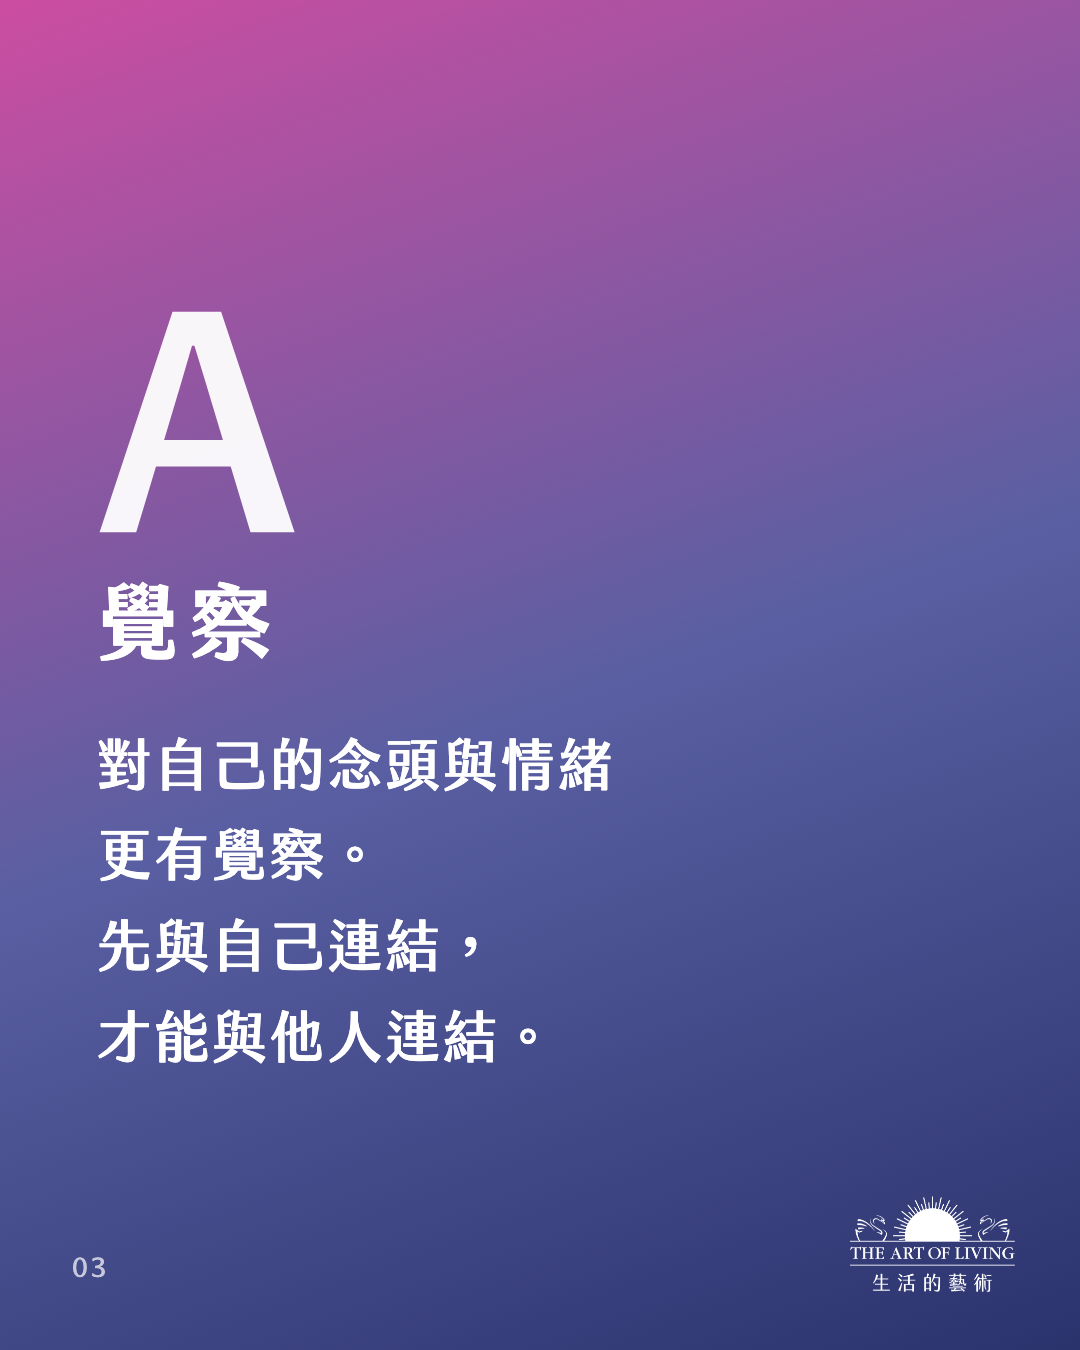 A
覺察
對自己的念頭與情緒
更有覺察。
先與自己連結，
才能與他人連結。
03
THE ART OF LIVING
生活的藝術